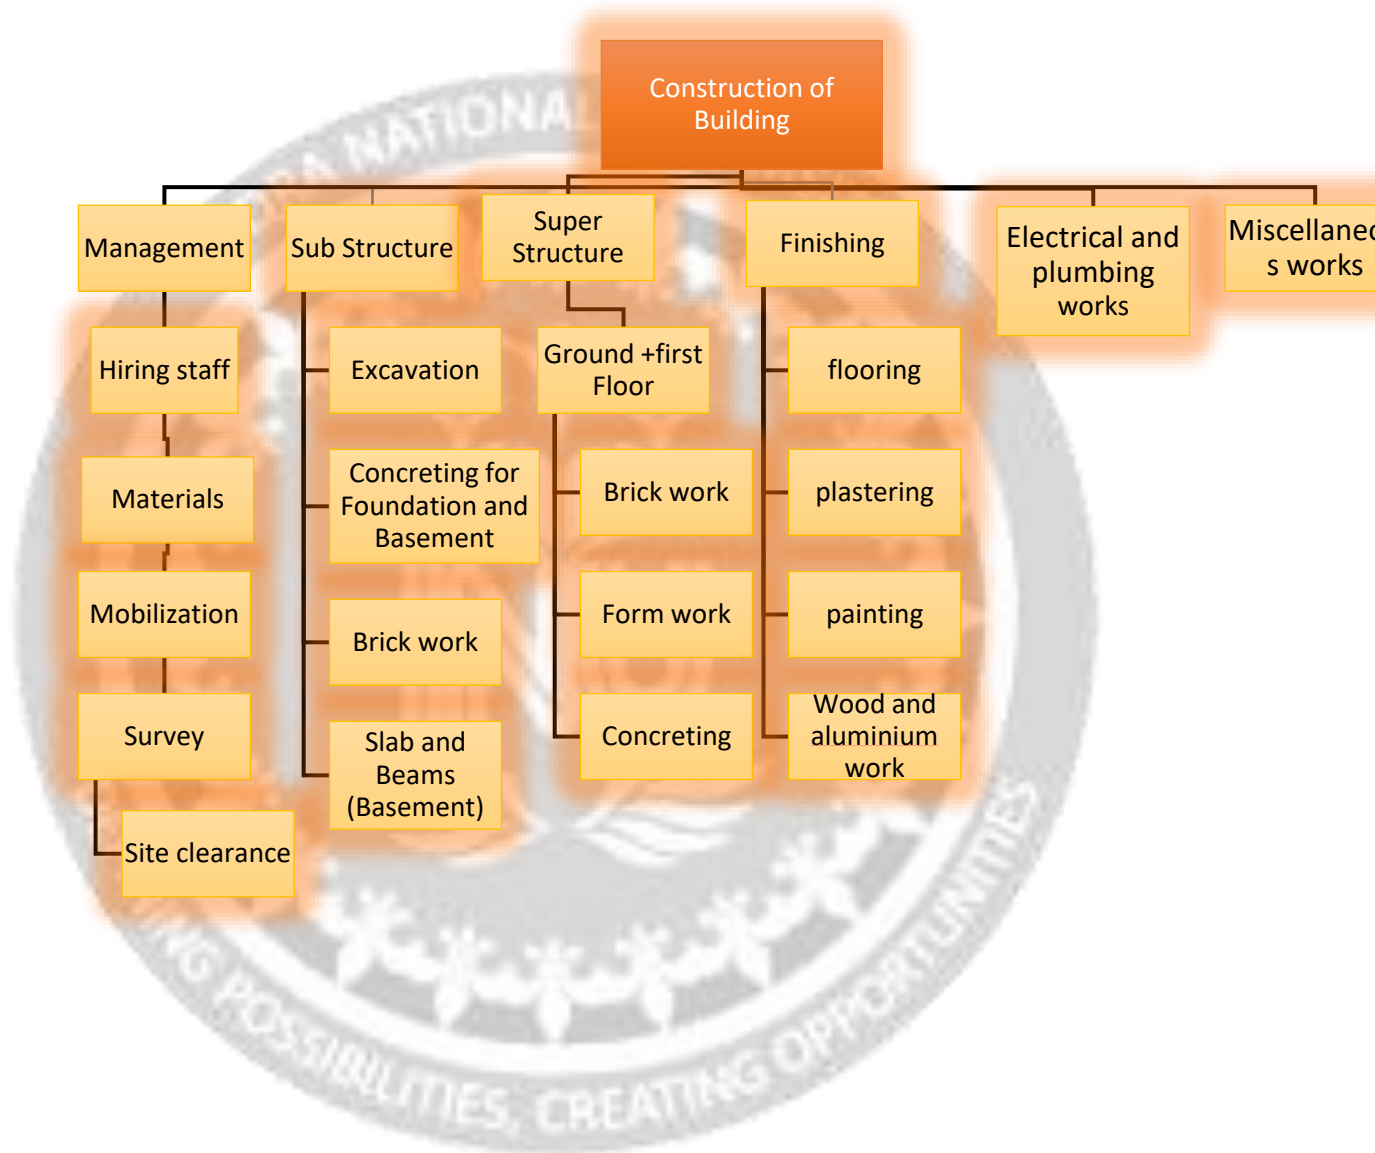 Construction of
Building
Management
Sub Structure
Super
Structure
Finishing
Electrical and
plumbing
works
s works
Hiring staff
Materials
Mobilization
Survey
Site clearance
Excavation
Concreting for
Foundation and
Basement
Brick work
Slab and
Beams
(Basement)
Ground +first
Floor
Brick work
Form work
Concreting
flooring
plastering
painting
Wood and
aluminium
work
NATIONAL
POSSIBILITIES, CREATING OPPORTUNITIES